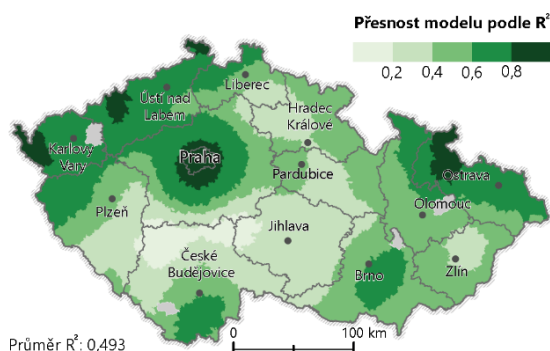 Přesnost modelu podle R²
0,2 0,4 0,6 0,8
Liberec
Ústí nad
Labem
Hradec
Králové
Karlovy
Vary
Praha
Pardubice
Ostrava
Plzeň
Olomouc
Jihlava
České
Budějovice
Brno
Zlín
Průměr R²: 0,493
0 100 km